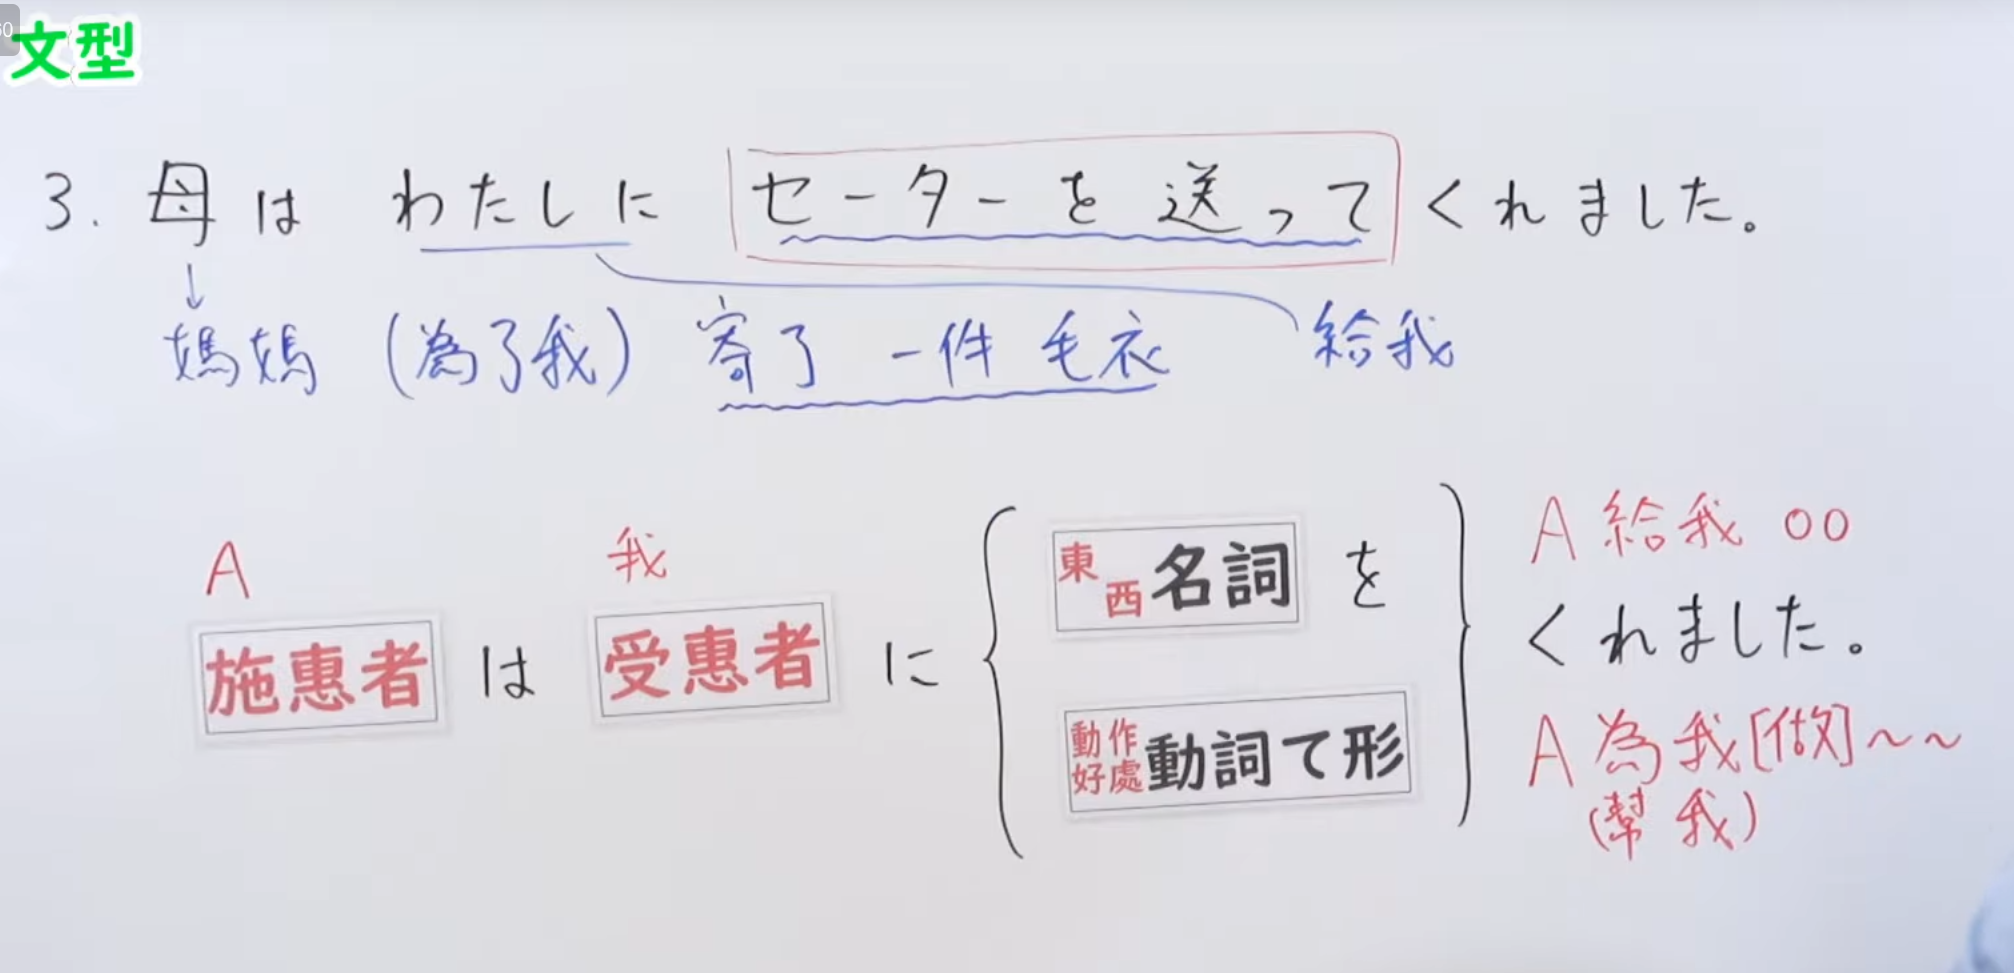 60
文型
3. 母は わたしに セーターを 送って くれました。
媽媽 (為了我) 寄了 一件 毛衣 給我
A 我 A 給我 OO
施惠者 は 受惠者 に { 東西 名詞 を } くれました。
動作好處 動詞て形 A 為我[做]~~
(幫 我)